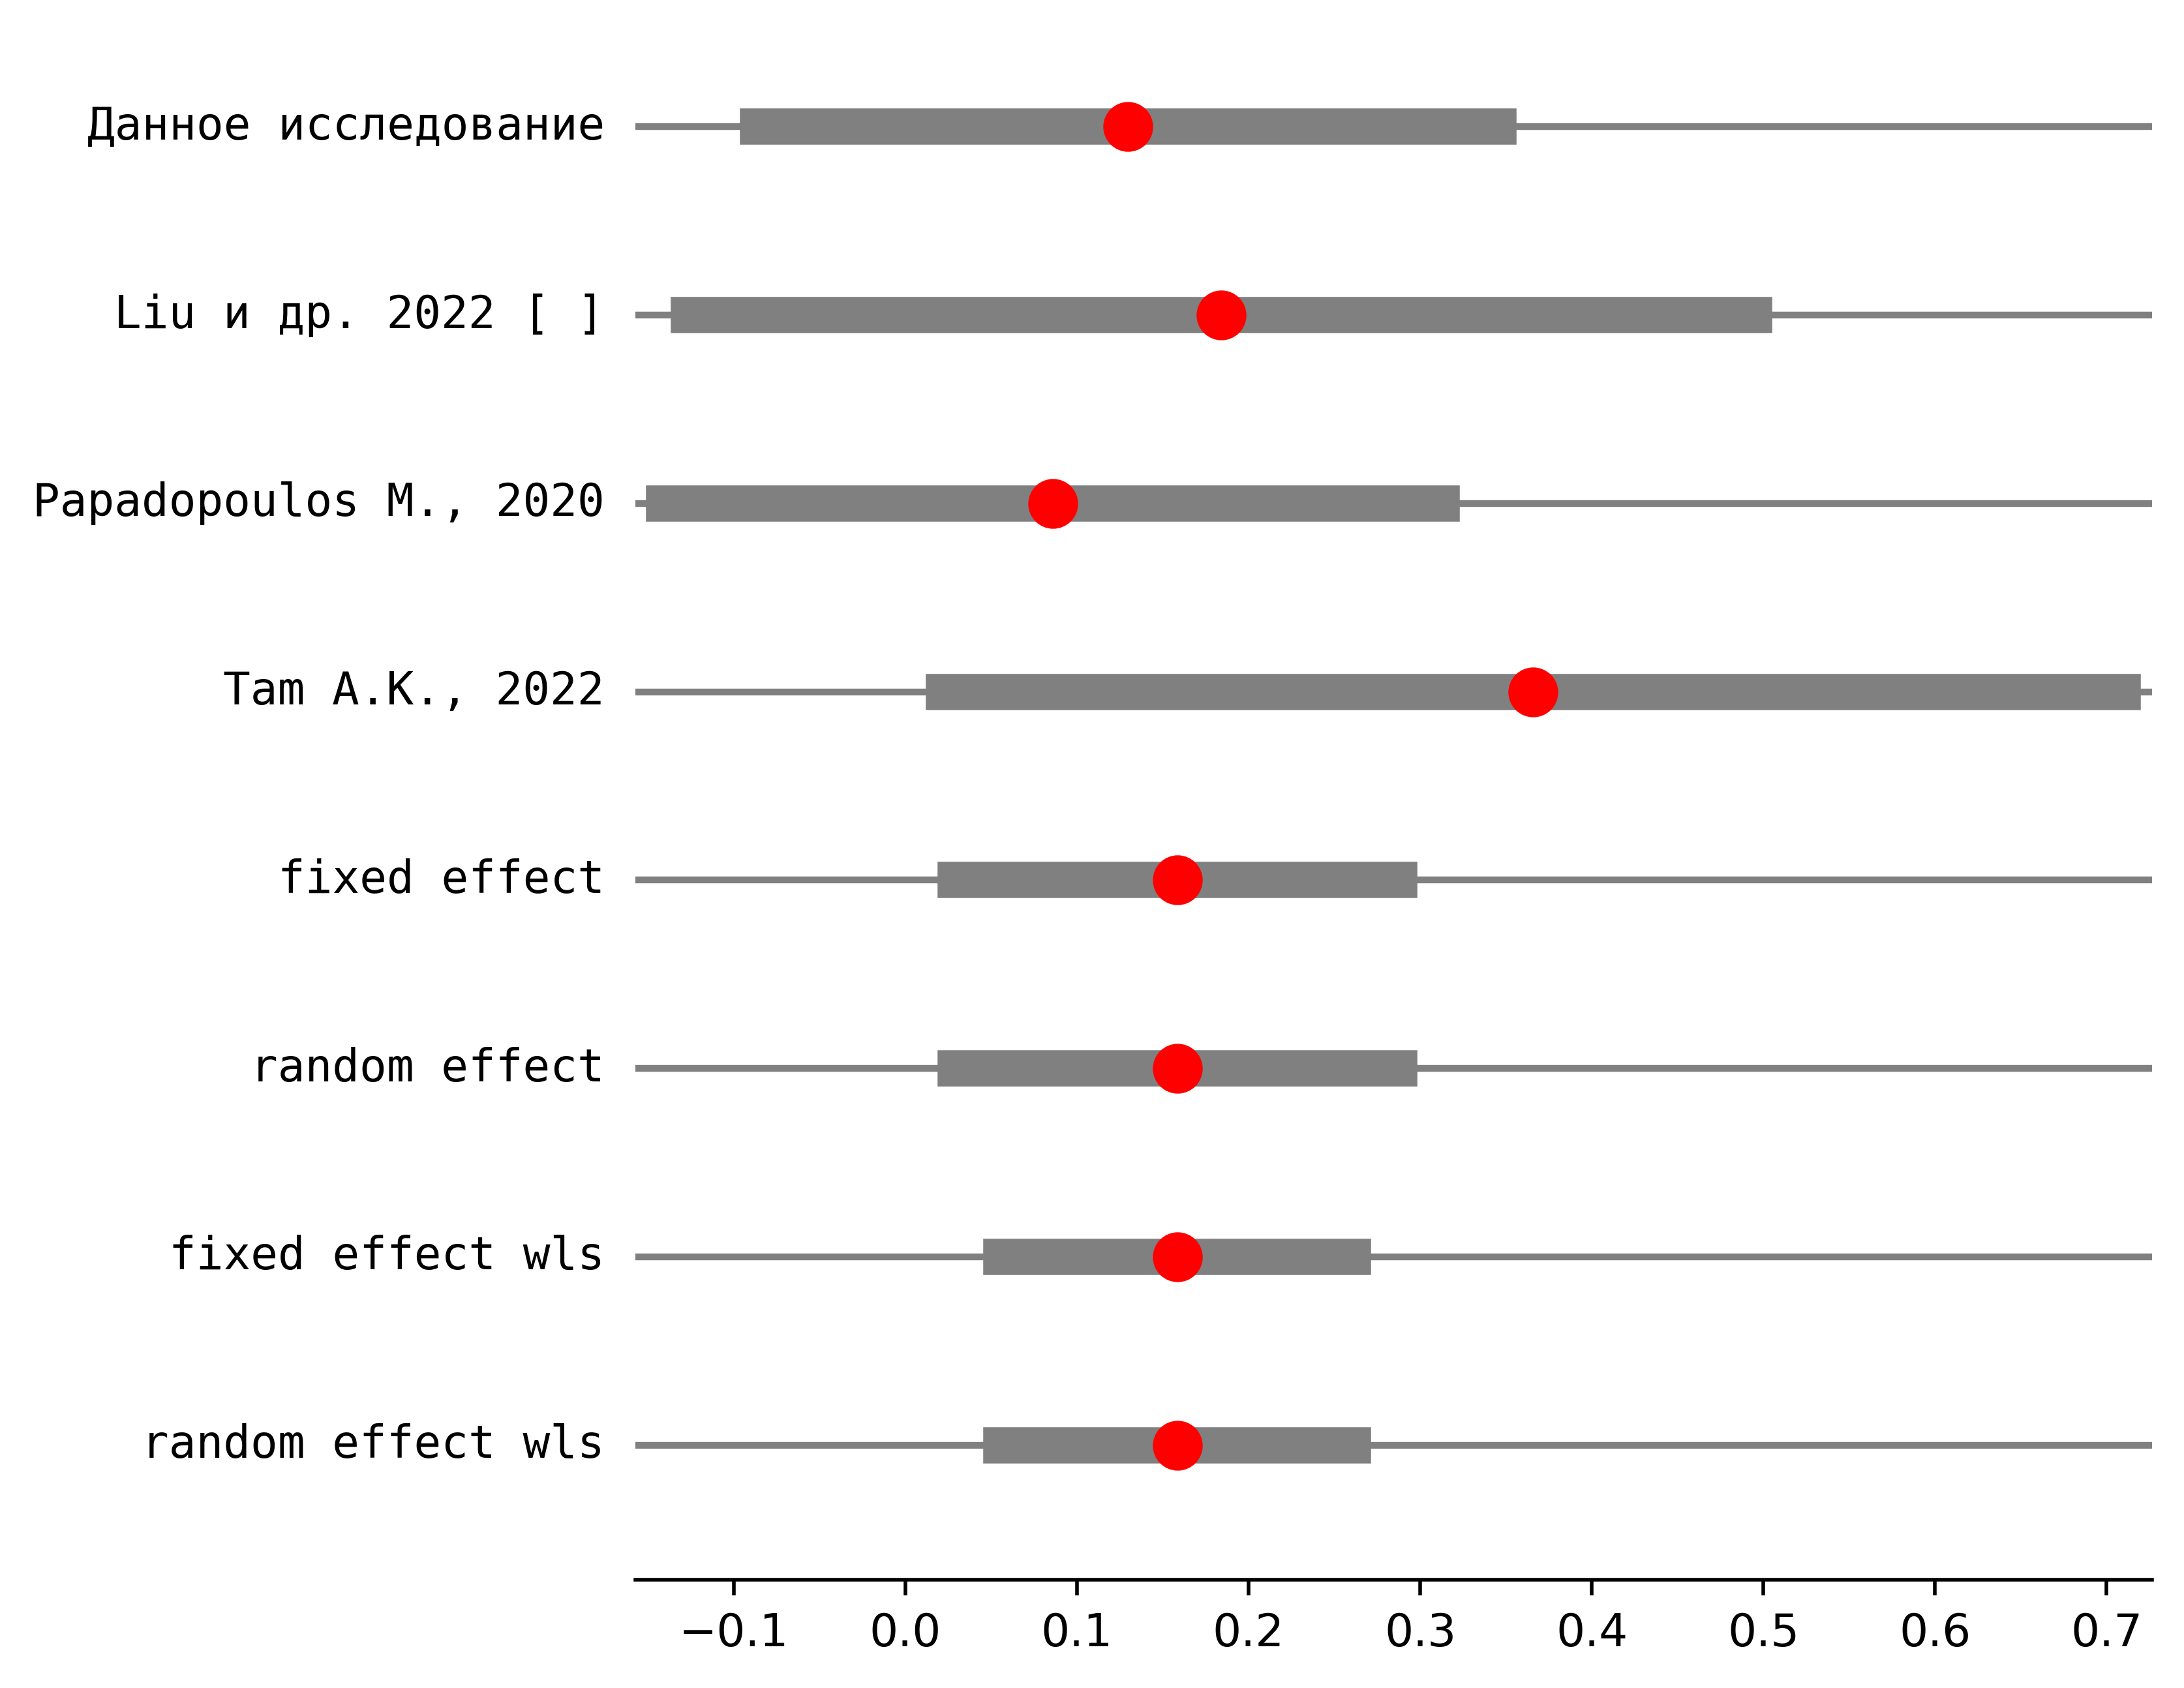 Данное исследование
Liu и др. 2022 [ ]
Papadopoulos M., 2020
Tam A.K., 2022
fixed effect
random effect
fixed effect wls
random effect wls
−0.1 0.0 0.1 0.2 0.3 0.4 0.5 0.6 0.7